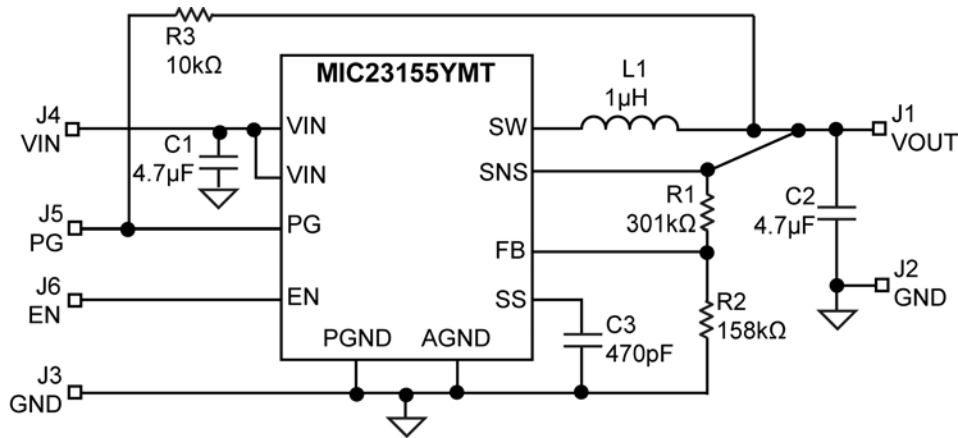 R3
10kΩ
MIC23155YMT
L1
1µH
J4
VIN
C1
4.7µF
VIN
VIN
SW
J1
VOUT
SNS
R1
301kΩ
C2
4.7µF
J5
PG
PG
FB
J6
EN
EN
SS
R2
158kΩ
J2
GND
C3
470pF
PGND
AGND
J3
GND